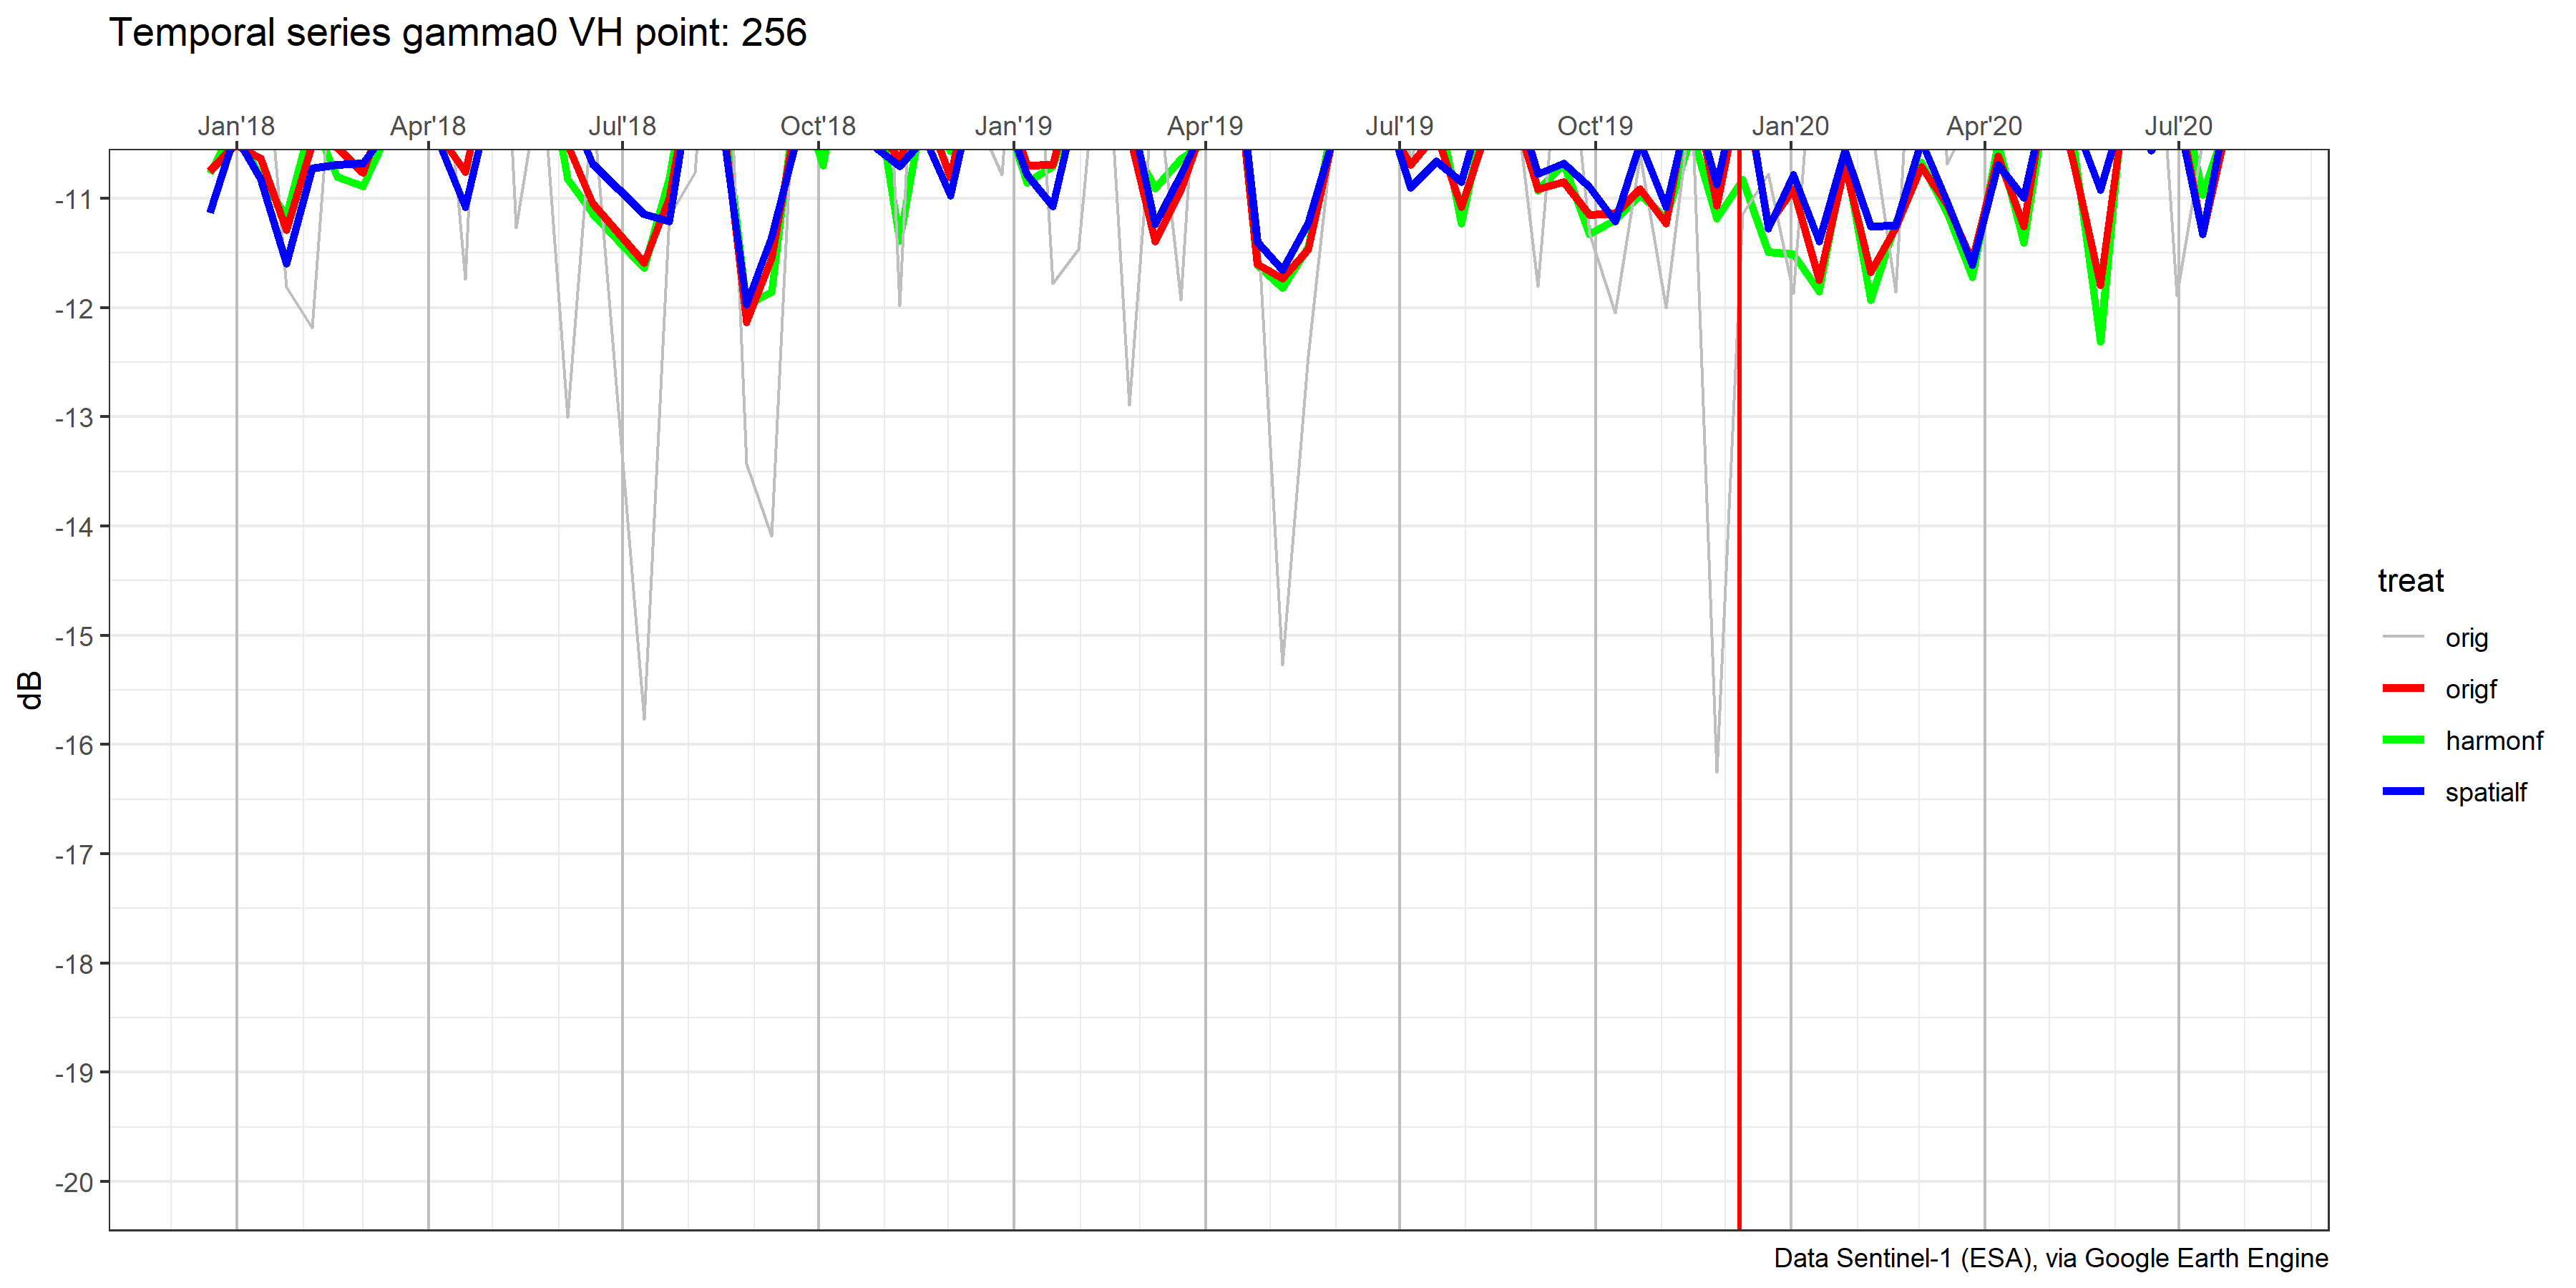 Temporal series gamma0 VH point: 256
Jan'18 Apr'18 Jul'18 Oct'18 Jan'19 Apr'19 Jul'19 Oct'19 Jan'20 Apr'20 Jul'20
-11
-12
-13
-14
-15
-16
-17
-18
-19
-20
dB
treat
orig
origf
harmonf
spatialf
Data Sentinel-1 (ESA), via Google Earth Engine